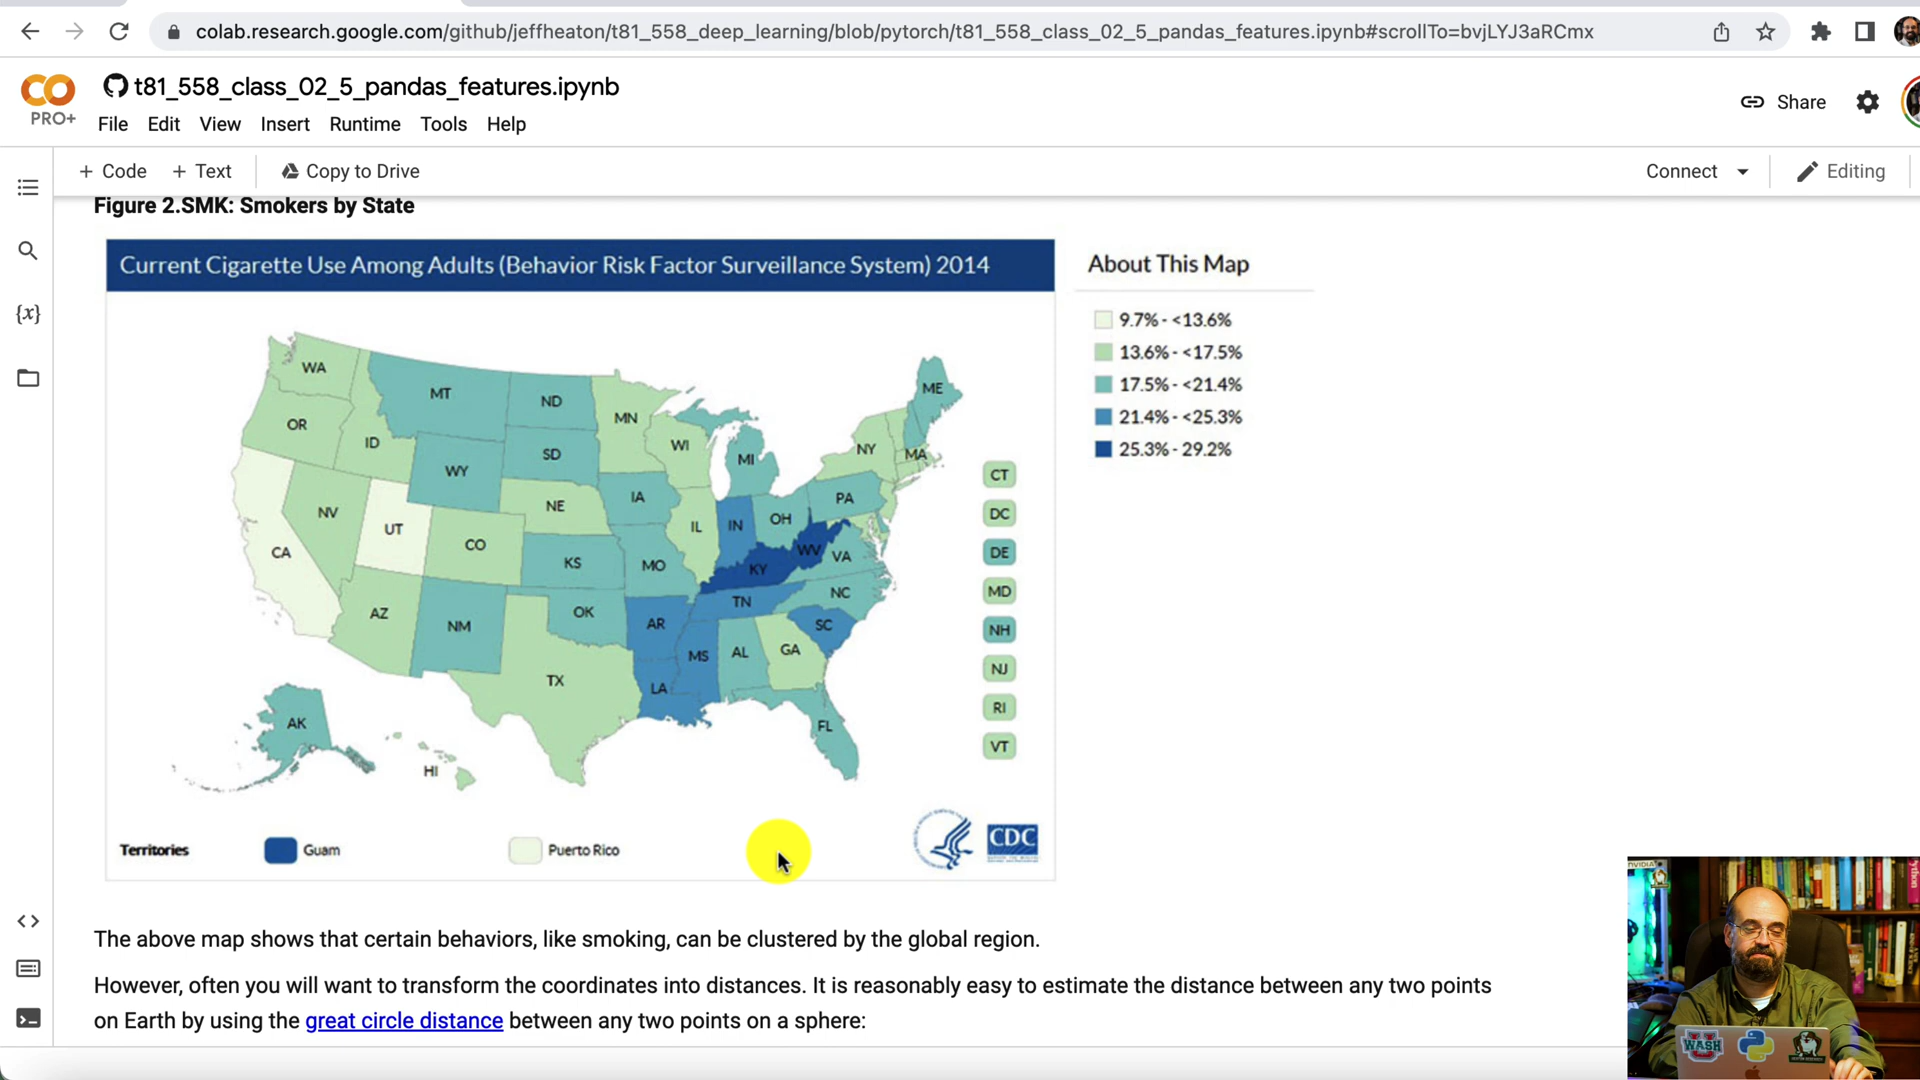 colab.research.google.com/github/jeffheaton/t81_558_deep_learning/blob/pytorch/t81_558_class_02_5_pandas_features.ipynb#scrollTo=bvjLYJ3aRCmx
t81_558_class_02_5_pandas_features.ipynb
PRO+
File Edit View Insert Runtime Tools Help
Share
+ Code + Text Copy to Drive
Connect Editing
Figure 2.SMK: Smokers by State
{x}
Current Cigarette Use Among Adults (Behavior Risk Factor Surveillance System) 2014
About This Map
9.7% - <13.6%
13.6% - <17.5%
17.5% - <21.4%
21.4% - <25.3%
25.3% - 29.2%
WA MT ND MN ME
OR ID WY SD WI MI NY MA
NV UT CO NE IA IL IN OH PA
CA KS MO KY WV VA
AZ NM OK AR TN NC SC
TX LA MS AL GA FL
AK HI
CT
DC
DE
MD
NH
NJ
RI
VT
Territories Guam Puerto Rico
CDC
The above map shows that certain behaviors, like smoking, can be clustered by the global region.
However, often you will want to transform the coordinates into distances. It is reasonably easy to estimate the distance between any two points
on Earth by using the great circle distance between any two points on a sphere:
NVIDIA
WASH